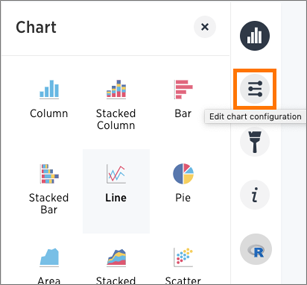 Chart
Column
Stacked
Column
Bar
Edit chart configuration
Stacked
Bar
Line
Pie
i
R
Area
Stacked
Scatter